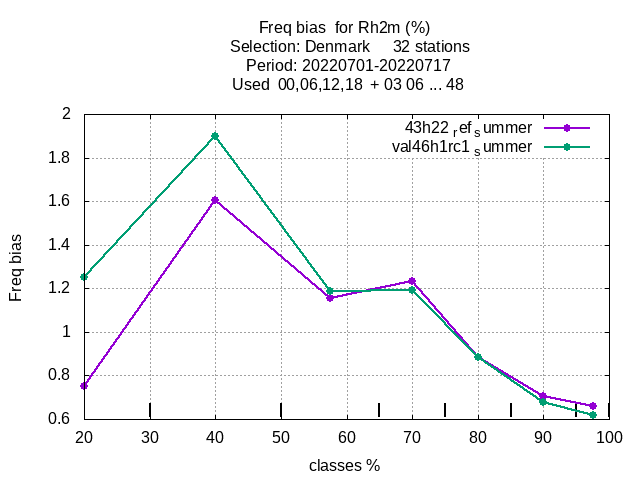 Freq bias  for Rh2m (%)
Selection: Denmark     32 stations
Period: 20220701-20220717
Used  00,06,12,18  + 03 06 ... 48
43h22 ref summer
val46h1rc1 summer
2
1.8
1.6
1.4
1.2
1
0.8
0.6
Freq bias
20 30 40 50 60 70 80 90 100
classes %